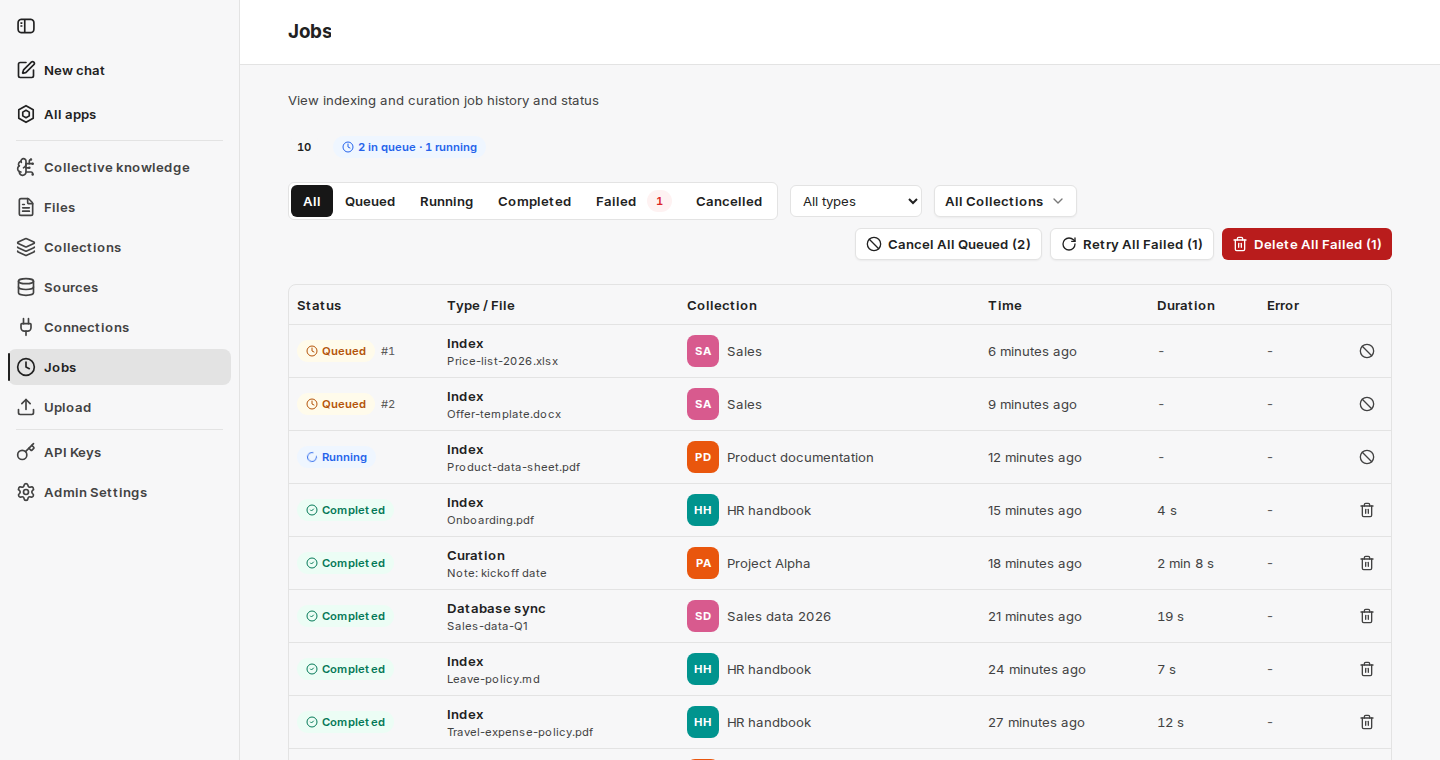 Jobs
New chat
All apps
Collective knowledge
Files
Collections
Sources
Connections
Jobs
Upload
API Keys
Admin Settings
View indexing and curation job history and status
10 2 in queue · 1 running
All Queued Running Completed Failed 1 Cancelled All types All Collections
Cancel All Queued (2) Retry All Failed (1) Delete All Failed (1)
Status Type / File Collection Time Duration Error
Queued #1 Index SA Sales 6 minutes ago - -
Price-list-2026.xlsx
Queued #2 Index SA Sales 9 minutes ago - -
Offer-template.docx
Running Index PD Product documentation 12 minutes ago - -
Product-data-sheet.pdf
Completed Index HH HR handbook 15 minutes ago 4 s -
Onboarding.pdf
Completed Curation PA Project Alpha 18 minutes ago 2 min 8 s -
Note: kickoff date
Completed Database sync SD Sales data 2026 21 minutes ago 19 s -
Sales-data-Q1
Completed Index HH HR handbook 24 minutes ago 7 s -
Leave-policy.md
Completed Index HH HR handbook 27 minutes ago 12 s -
Travel-expense-policy.pdf